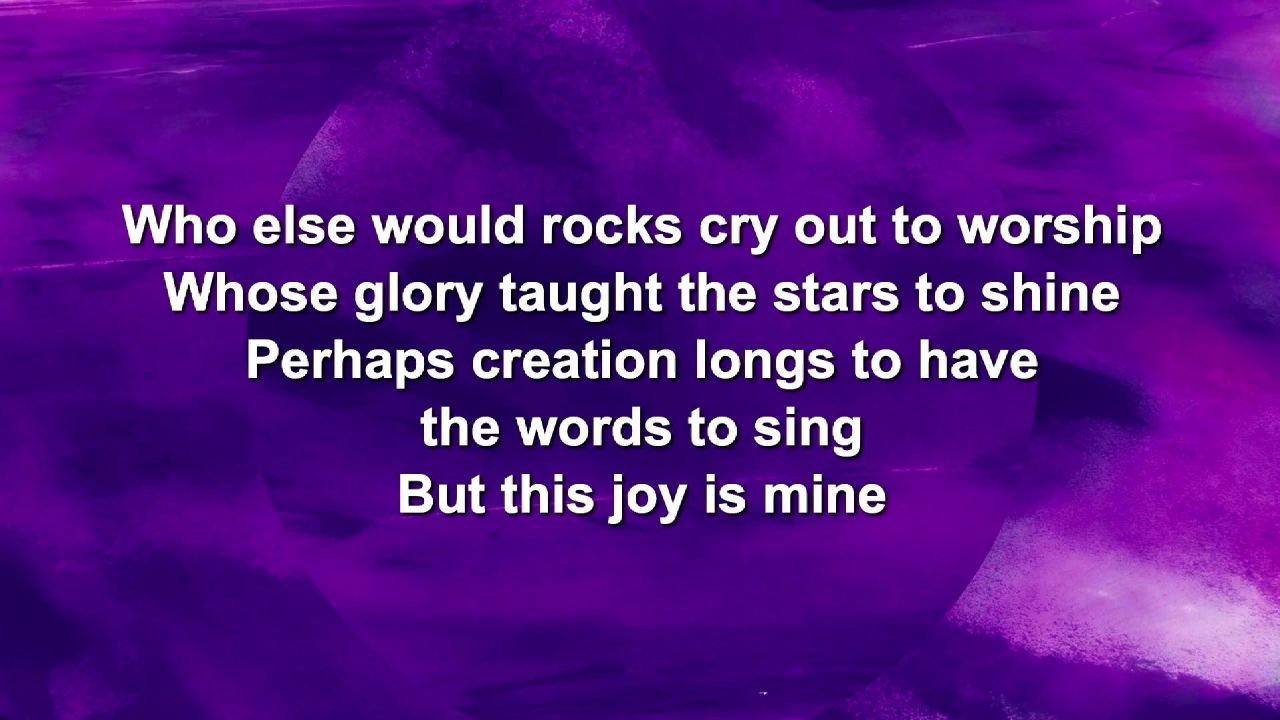 Who else would rocks cry out to worship
Whose glory taught the stars to shine
Perhaps creation longs to have
the words to sing
But this joy is mine